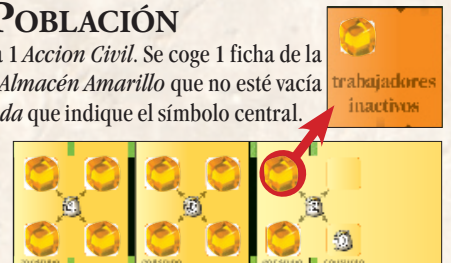 POBLACIÓN
a 1 Accion Civil. Se coge 1 ficha de la
Almacén Amarillo que no esté vacía
da que indique el símbolo central.
trabajadores
inactivos